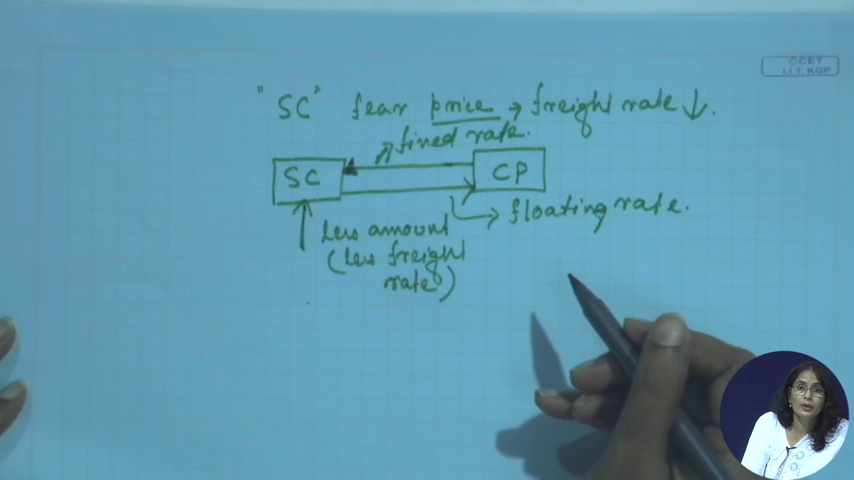 ©CET
I.I.T. KGP
"SC" fear price → freight rate ↓.
fixed rate.
SC
CP
floating rate.
Less amount
(Less freight
rate)